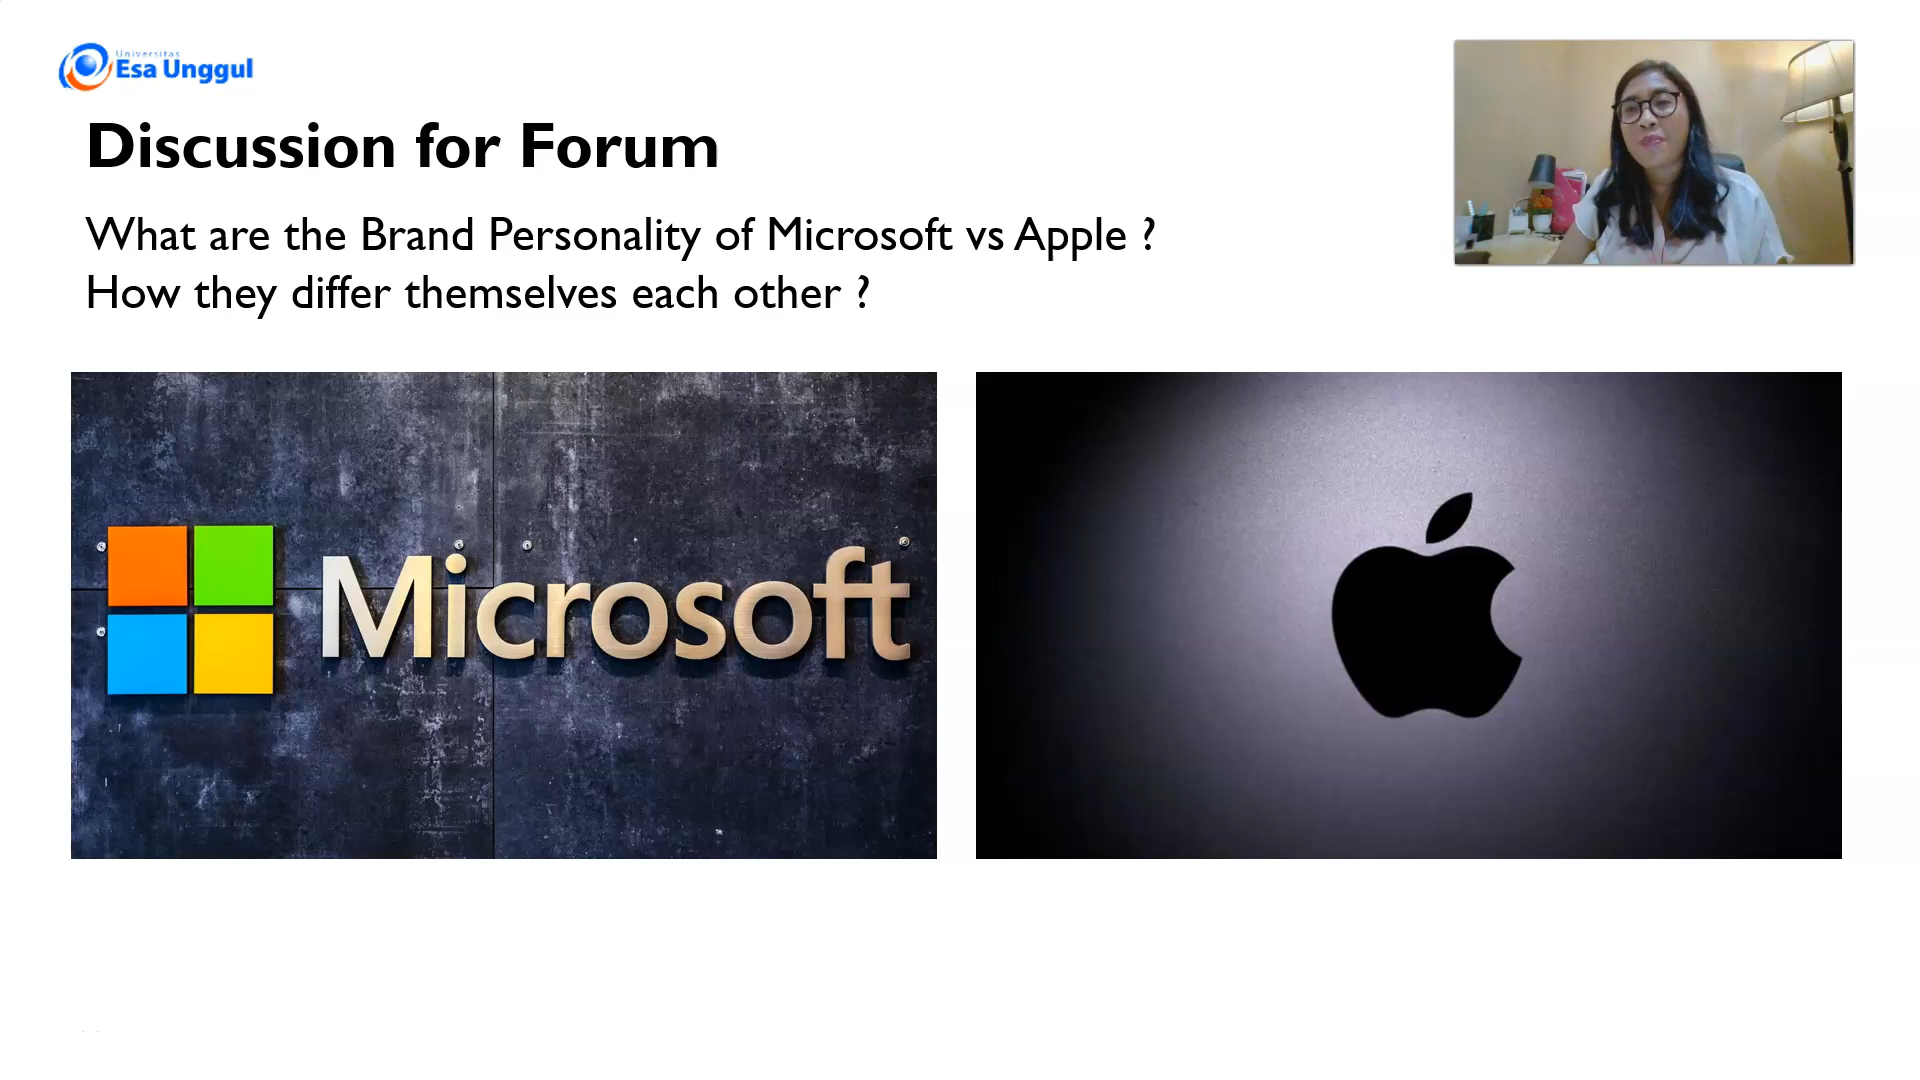 Universitas
Esa Unggul
Discussion for Forum
What are the Brand Personality of Microsoft vs Apple ?
How they differ themselves each other ?
Microsoft